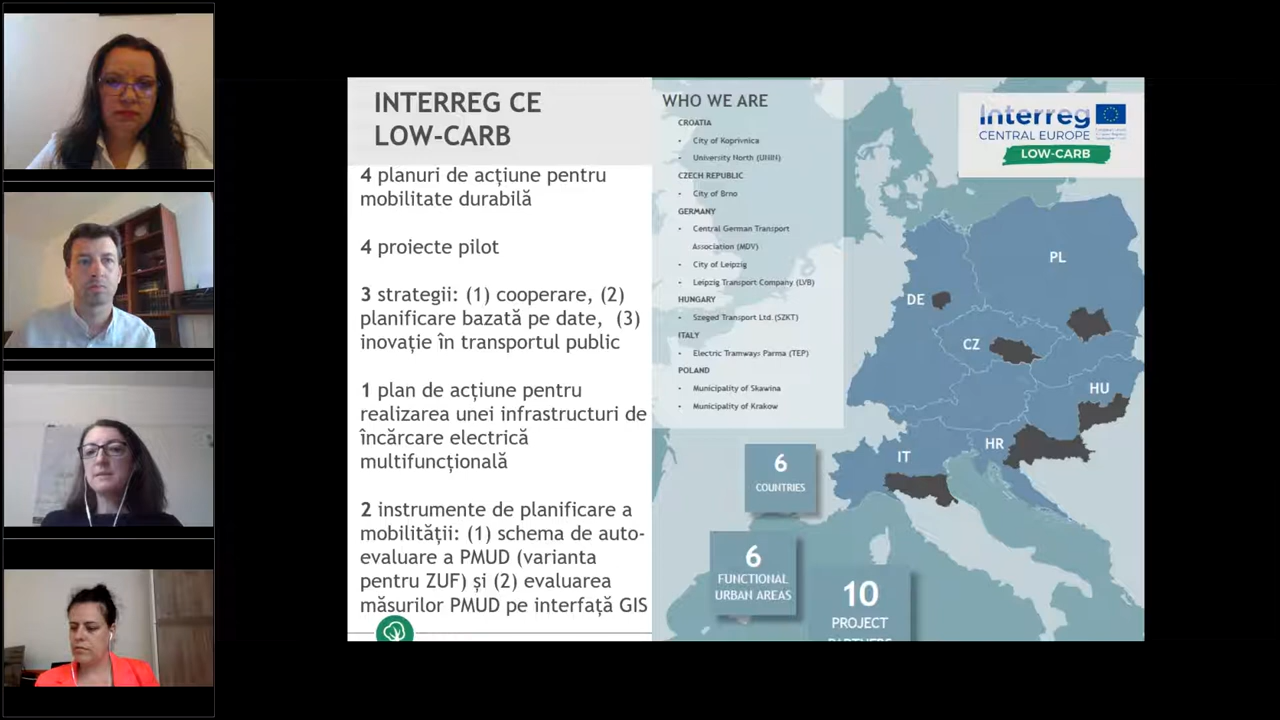 INTERREG CE
LOW-CARB
4 planuri de acțiune pentru
mobilitate durabilă
4 proiecte pilot
3 strategii: (1) cooperare, (2)
planificare bazată pe date, (3)
inovație în transportul public
1 plan de acțiune pentru
realizarea unei infrastructuri de
încărcare electrică
multifuncțională
2 instrumente de planificare a
mobilității: (1) schema de auto-
evaluare a PMUD (varianta
pentru ZUF) și (2) evaluarea
măsurilor PMUD pe interfață GIS
WHO WE ARE
CROATIA
• City of Koprivnica
• University North (UNIN)
CZECH REPUBLIC
• City of Brno
GERMANY
• Central German Transport
Association (MDV)
• City of Leipzig
• Leipzig Transport Company (LVB)
HUNGARY
• Szeged Transport Ltd. (SZKT)
ITALY
• Electric Tramways Parma (TEP)
POLAND
• Municipality of Skawina
• Municipality of Krakow
Interreg
CENTRAL EUROPE
LOW-CARB
PL
DE
CZ
HU
HR
IT
6
COUNTRIES
6
FUNCTIONAL
URBAN AREAS
10
PROJECT
PARTNERS